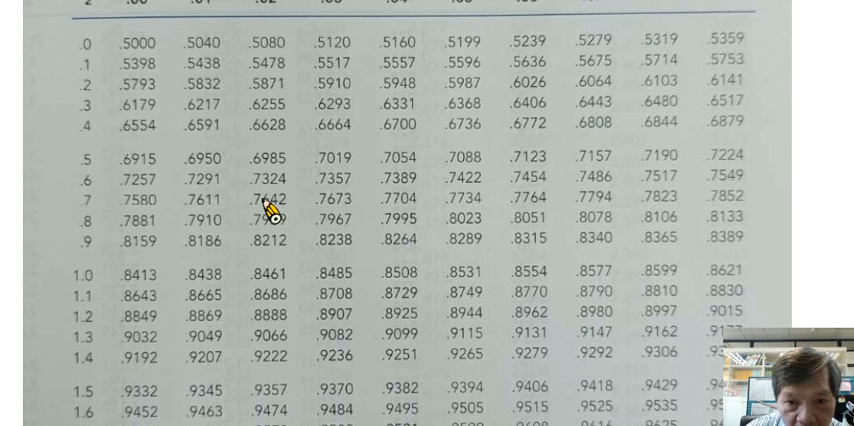 .0 .5000 .5040 .5080 .5120 .5160 .5199 .5239 .5279 .5319 .5359
.1 .5398 .5438 .5478 .5517 .5557 .5596 .5636 .5675 .5714 .5753
.2 .5793 .5832 .5871 .5910 .5948 .5987 .6026 .6064 .6103 .6141
.3 .6179 .6217 .6255 .6293 .6331 .6368 .6406 .6443 .6480 .6517
.4 .6554 .6591 .6628 .6664 .6700 .6736 .6772 .6808 .6844 .6879
.5 .6915 .6950 .6985 .7019 .7054 .7088 .7123 .7157 .7190 .7224
.6 .7257 .7291 .7324 .7357 .7389 .7422 .7454 .7486 .7517 .7549
.7 .7580 .7611 .7642 .7673 .7704 .7734 .7764 .7794 .7823 .7852
.8 .7881 .7910 .7967 .7995 .8023 .8051 .8078 .8106 .8133
.9 .8159 .8186 .8212 .8238 .8264 .8289 .8315 .8340 .8365 .8389
1.0 .8413 .8438 .8461 .8485 .8508 .8531 .8554 .8577 .8599 .8621
1.1 .8643 .8665 .8686 .8708 .8729 .8749 .8770 .8790 .8810 .8830
1.2 .8849 .8869 .8888 .8907 .8925 .8944 .8962 .8980 .8997 .9015
1.3 .9032 .9049 .9066 .9082 .9099 .9115 .9131 .9147 .9162
1.4 .9192 .9207 .9222 .9236 .9251 .9265 .9279 .9292 .9306
1.5 .9332 .9345 .9357 .9370 .9382 .9394 .9406 .9418 .9429
1.6 .9452 .9463 .9474 .9484 .9495 .9505 .9515 .9525 .9535